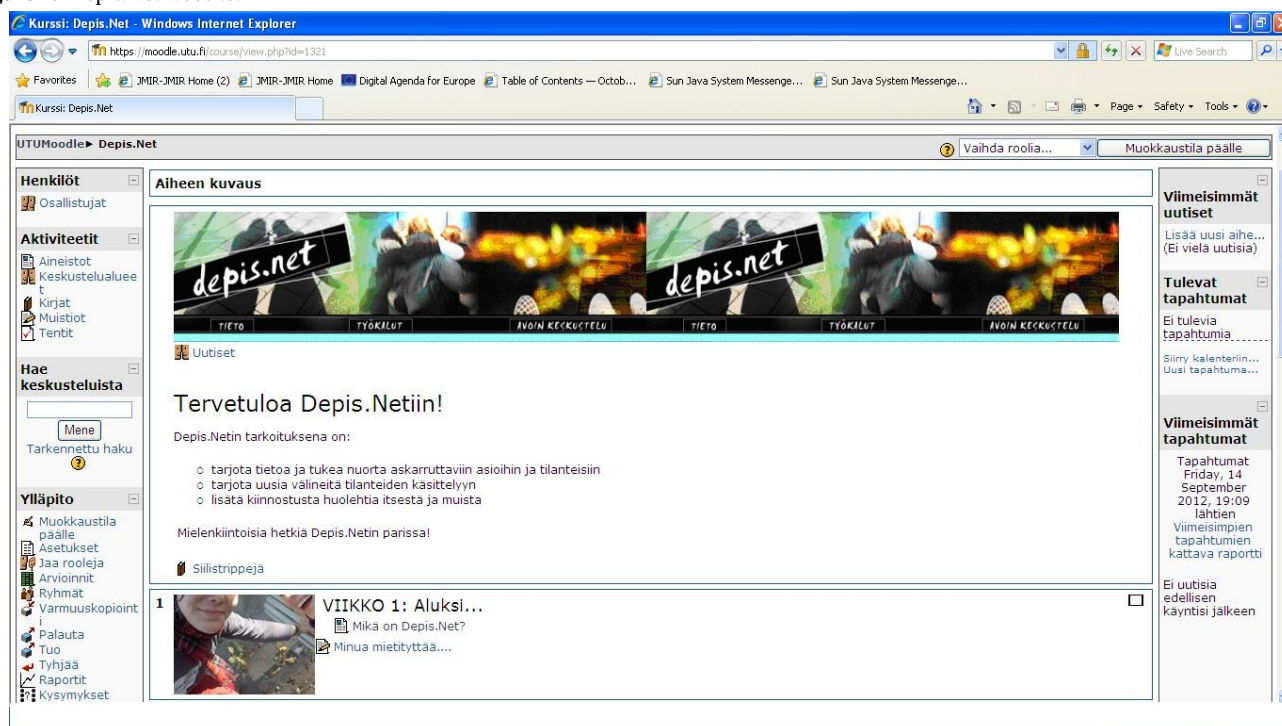 Kurssi: Depis.Net - Windows Internet Explorer
https://moodle.utu.fi/course/view.php?id=1321
Live Search
Favorites
JMIR-JMIR Home (2)
JMIR-JMIR Home
Digital Agenda for Europe
Table of Contents — Octob...
Sun Java System Messenge...
Sun Java System Messenge...
Kurssi: Depis.Net
Page
Safety
Tools
UTUMoodle► Depis.Net
Vaihda roolia...
Muokkaustila päälle
Henkilöt
Osallistujat
Aktiviteetit
Aineistot
Keskustelualuee
t
Kirjat
Muistiot
Tentit
Hae
keskusteluista
Mene
Tarkennettu haku
Ylläpito
Muokkaustila
päälle
Asetukset
Jaa rooleja
Arvioinnit
Ryhmät
Varmuuskopioint
i
Palauta
Tuo
Tyhjää
Raportit
Kysymykset
Aiheen kuvaus
depis.net
depis.net
TIETO
TYÖKALUT
AVOIN KESKUSTELU
TIETO
TYÖKALUT
AVOIN KESKUSTELU
Uutiset
Tervetuloa Depis.Netiin!
Depis.Netin tarkoituksena on:
tarjota tietoa ja tukea nuorta askarruttaviin asioihin ja tilanteisiin
tarjota uusia välineitä tilanteiden käsittelyyn
lisätä kiinnostusta huolehtia itsestä ja muista
Mielenkiintoisia hetkiä Depis.Netin parissa!
Siilistrippejä
1
VIIKKO 1: Aluksi...
Mikä on Depis.Net?
Minua mietityttää....
Viimeisimmät
uutiset
Lisää uusi aihe...
(Ei vielä uutisia)
Tulevat
tapahtumat
Ei tulevia
tapahtumia
Siirry kalenteriin...
Uusi tapahtuma...
Viimeisimmät
tapahtumat
Tapahtumat
Friday, 14
September
2012, 19:09
lähtien
Viimeisimpien
tapahtumien
kattava raportti
Ei uutisia
edellisen
käyntisi jälkeen